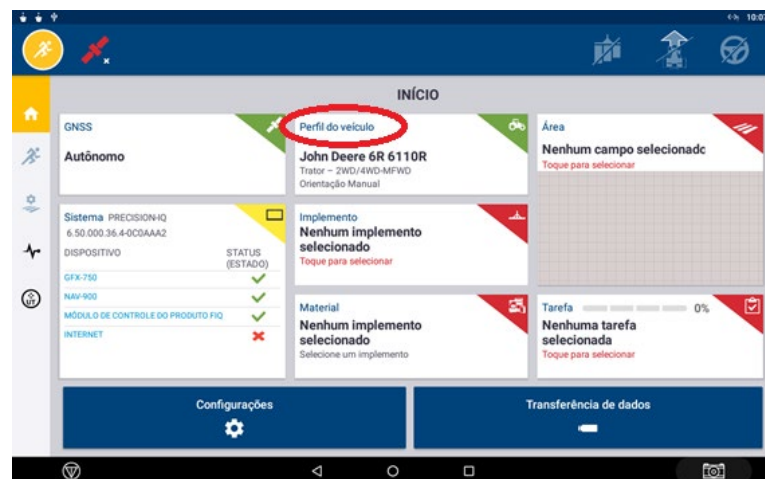 10:07
INÍCIO
GNSS
Autônomo
Perfil do veículo
John Deere 6R 6110R
Trator – 2WD/4WD-MFWD
Orientação Manual
Área
Nenhum campo selecionadc
Toque para selecionar
Sistema PRECISION-IQ
6.50.000.36.4-0C0AAA2
DISPOSITIVO STATUS
(ESTADO)
GFX-750
NAV-900
MÓDULO DE CONTROLE DO PRODUTO FIQ
INTERNET
Implemento
Nenhum implemento
selecionado
Toque para selecionar
Material
Nenhum implemento
selecionado
Selecione um implemento
Tarefa 0%
Nenhuma tarefa
selecionada
Toque para selecionar
Configurações
Transferência de dados